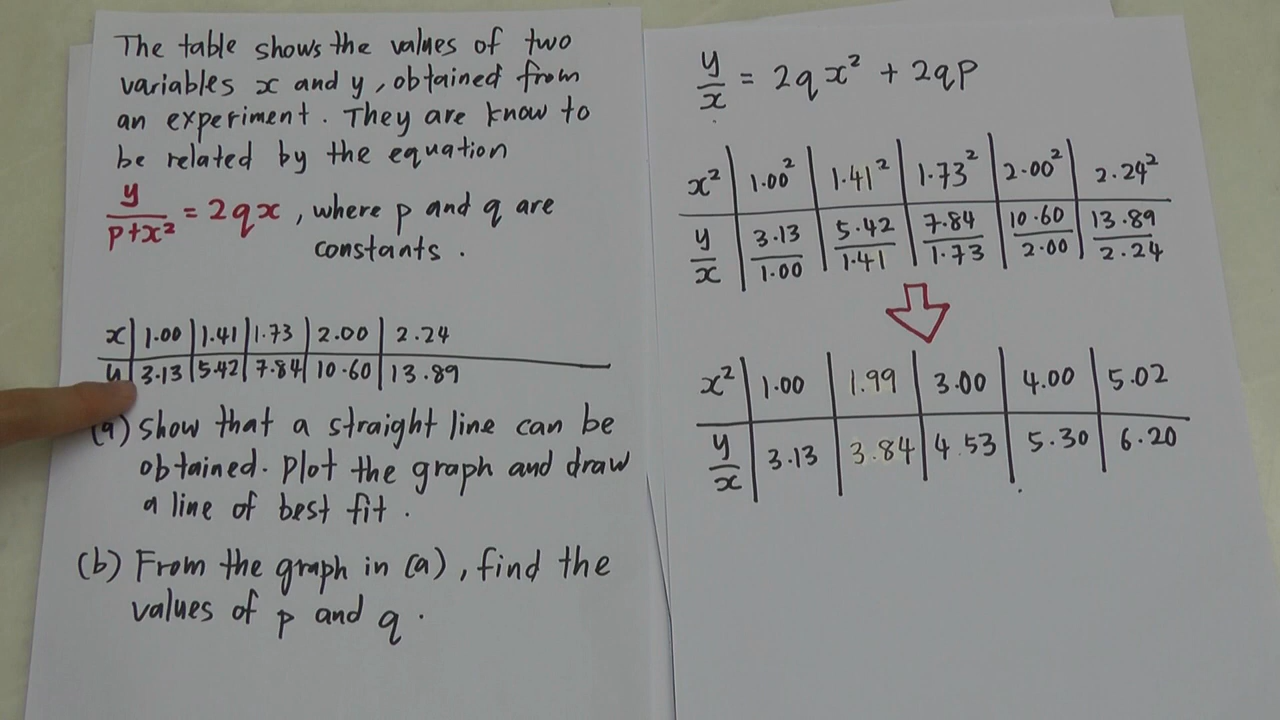 The table shows the values of two
variables x and y, obtained from
an experiment. They are know to
be related by the equation
y/(p+x²) = 2qx, where p and q are
constants.
x | 1.00 | 1.41 | 1.73 | 2.00 | 2.24
y | 3.13 | 5.42 | 7.84 | 10.60 | 13.89
(a) Show that a straight line can be
obtained. Plot the graph and draw
a line of best fit.
(b) From the graph in (a), find the
values of p and q.
y/x = 2qx² + 2qp
x² | 1.00² | 1.41² | 1.73² | 2.00² | 2.24²
y/x | 3.13/1.00 | 5.42/1.41 | 7.84/1.73 | 10.60/2.00 | 13.89/2.24
x² | 1.00 | 1.99 | 3.00 | 4.00 | 5.02
y/x | 3.13 | 3.84 | 4.53 | 5.30 | 6.20